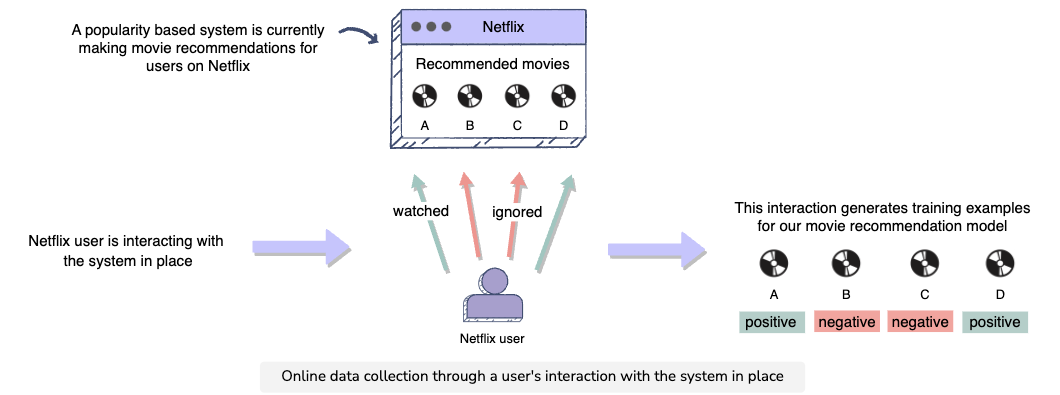 A popularity based system is currently
making movie recommendations for
users on Netflix
Netflix
Recommended movies
A B C D
watched ignored
Netflix user is interacting with
the system in place
Netflix user
This interaction generates training examples
for our movie recommendation model
A B C D
positive negative negative positive
Online data collection through a user's interaction with the system in place